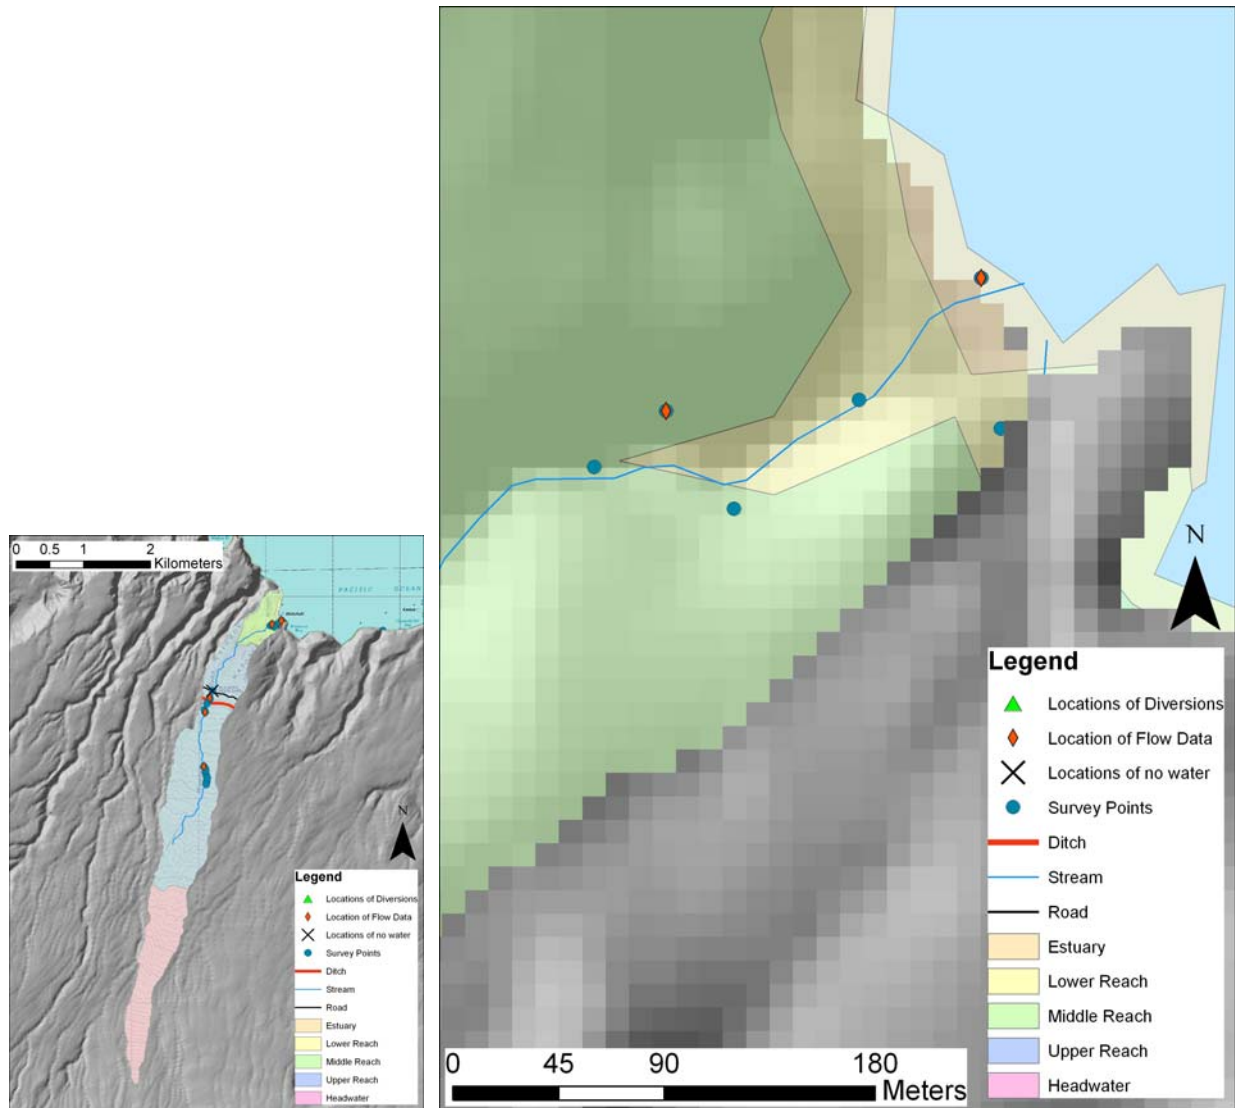 0 0.5 1 2
Kilometers
PACIFIC OCEAN
N
Legend
Locations of Diversions
Location of Flow Data
Locations of no water
Survey Points
Ditch
Stream
Road
Estuary
Lower Reach
Middle Reach
Upper Reach
Headwater
N
Legend
Locations of Diversions
Location of Flow Data
Locations of no water
Survey Points
Ditch
Stream
Road
Estuary
Lower Reach
Middle Reach
Upper Reach
Headwater
0 45 90 180
Meters